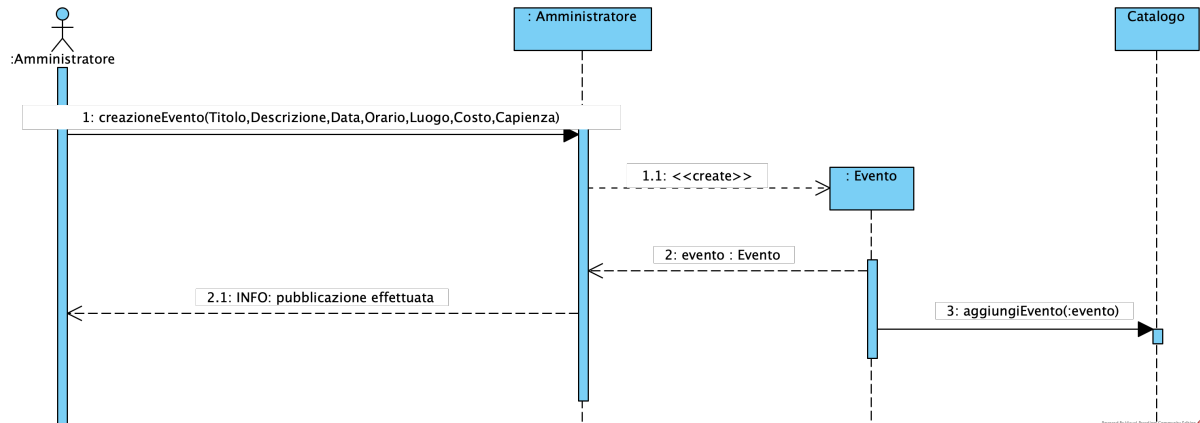 : Amministratore
Catalogo
:Amministratore
1: creazioneEvento(Titolo,Descrizione,Data,Orario,Luogo,Costo,Capienza)
1.1: <<create>>
: Evento
2: evento : Evento
2.1: INFO: pubblicazione effettuata
3: aggiungiEvento(:evento)